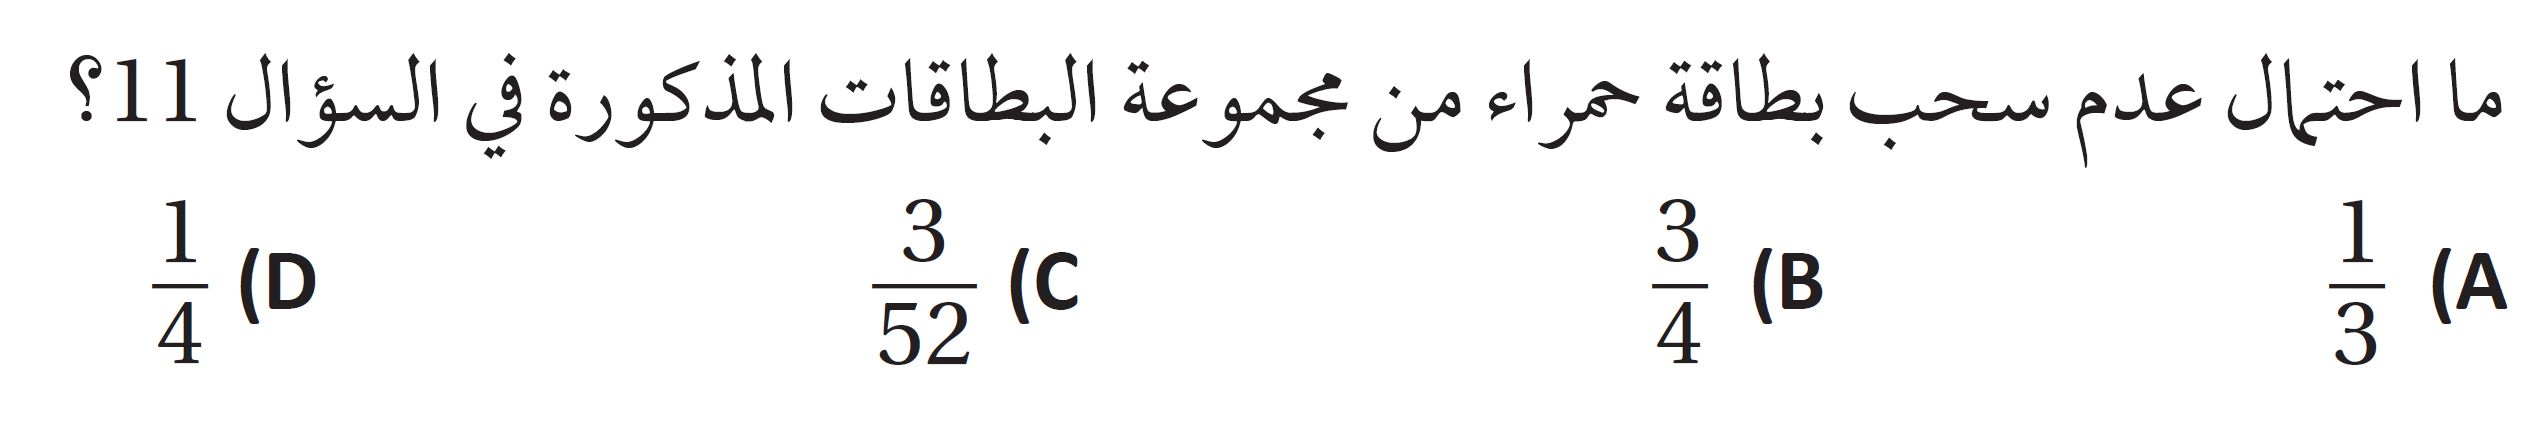 ما احتمال عدم سحب بطاقة حمراء من مجموعة البطاقات المذكورة في السؤال 11؟
A) 1/3 B) 3/4 C) 3/52 D) 1/4